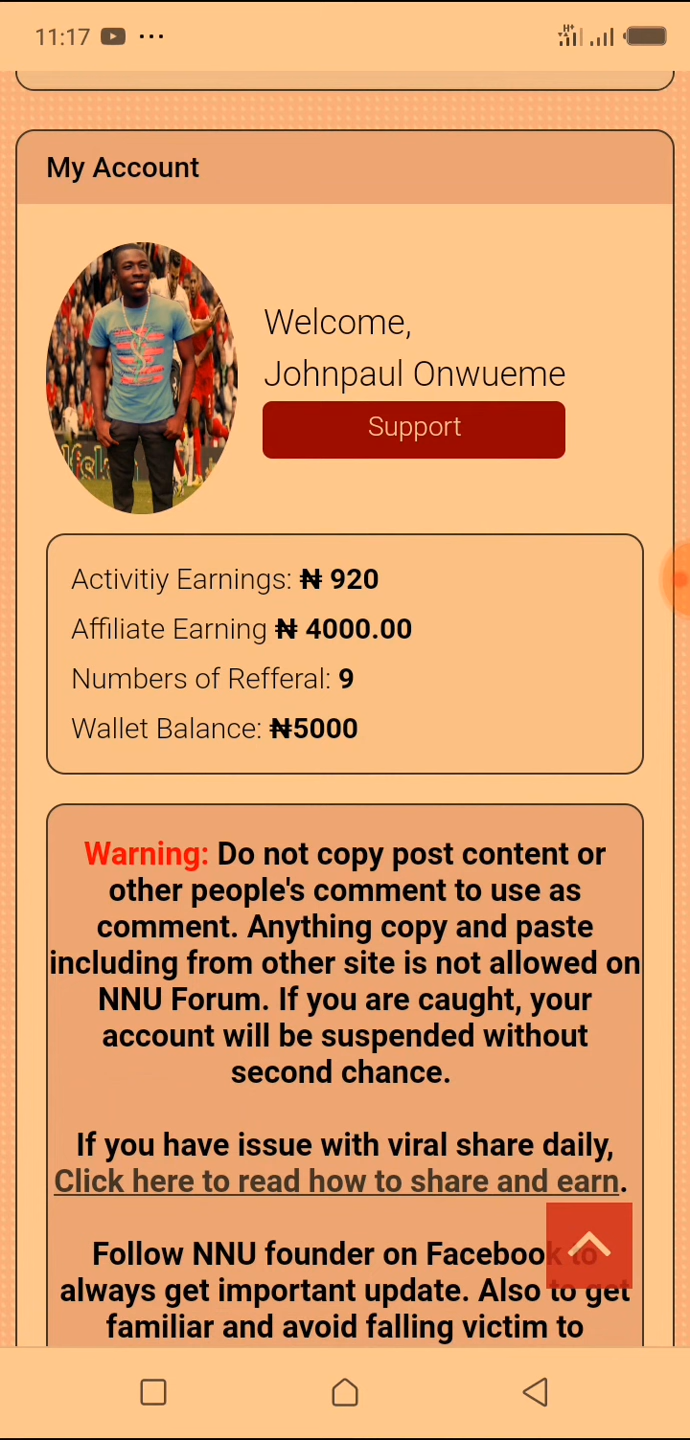 11:17
H+
My Account
Welcome,
Johnpaul Onwueme
Support
Activitiy Earnings: ₦ 920
Affiliate Earning ₦ 4000.00
Numbers of Refferal: 9
Wallet Balance: ₦5000
Warning: Do not copy post content or
other people's comment to use as
comment. Anything copy and paste
including from other site is not allowed on
NNU Forum. If you are caught, your
account will be suspended without
second chance.
If you have issue with viral share daily,
Click here to read how to share and earn.
Follow NNU founder on Facebook to
always get important update. Also to get
familiar and avoid falling victim to